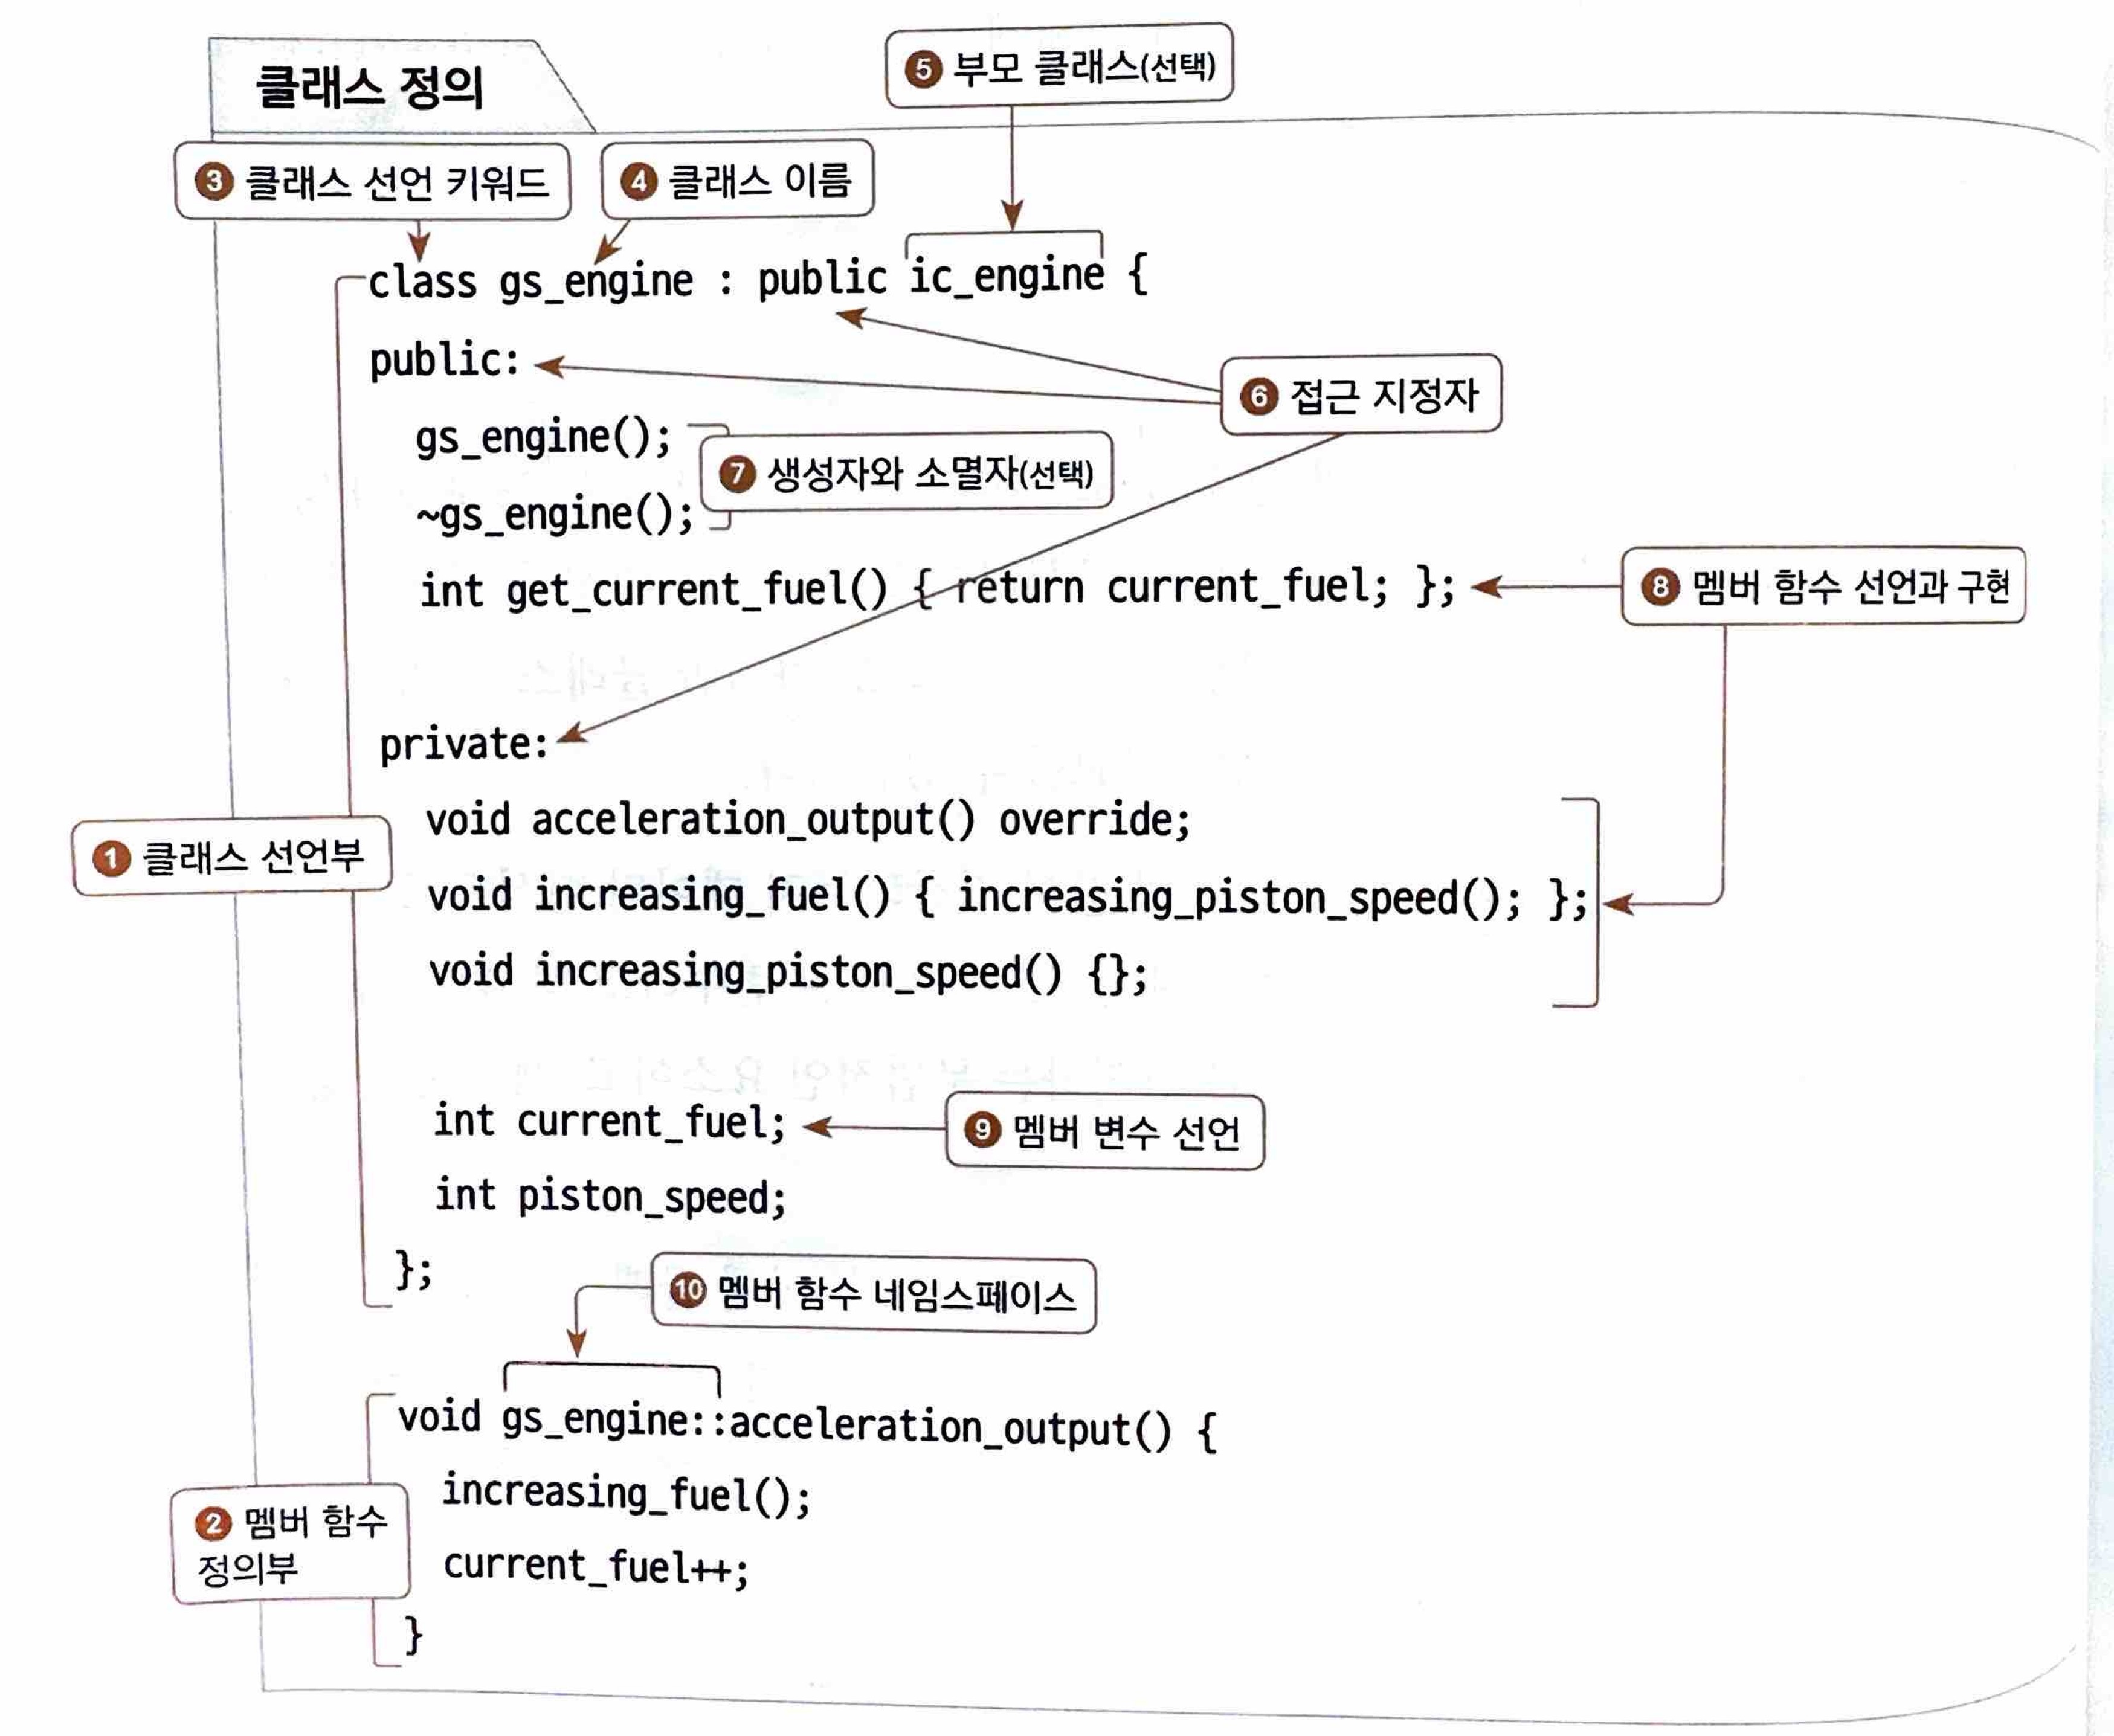 클래스 정의
❺ 부모 클래스(선택)
❸ 클래스 선언 키워드
❹ 클래스 이름
class gs_engine : public ic_engine {
public:
❻ 접근 지정자
gs_engine();
❼ 생성자와 소멸자(선택)
~gs_engine();
int get_current_fuel() { return current_fuel; };
❽ 멤버 함수 선언과 구현
private:
void acceleration_output() override;
❶ 클래스 선언부
void increasing_fuel() { increasing_piston_speed(); };
void increasing_piston_speed() {};
int current_fuel;
❾ 멤버 변수 선언
int piston_speed;
};
❿ 멤버 함수 네임스페이스
void gs_engine::acceleration_output() {
increasing_fuel();
❷ 멤버 함수
정의부
current_fuel++;
}